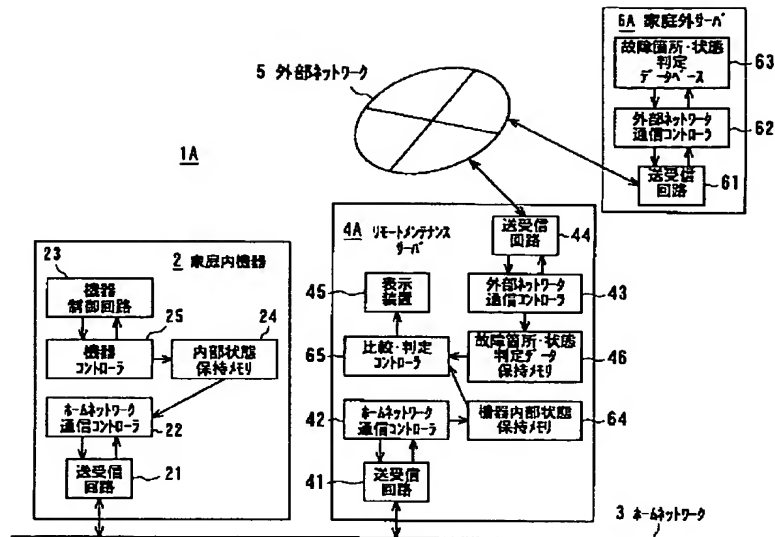 6A 家庭外サーバ
故障箇所・状態
判定
データベース
63
外部ネットワーク
通信コントローラ
62
送受信
回路
61
5 外部ネットワーク
1A
4A リモートメンテナンス
サーバ
送受信
回路
44
外部ネットワーク
通信コントローラ
43
表示
装置
45
比較・判定
コントローラ
65
故障箇所・状態
判定データ
保持メモリ
46
ホームネットワーク
通信コントローラ
42
機器内部状態
保持メモリ
64
送受信
回路
41
2 家庭内機器
23
機器
制御回路
25
24
機器
コントローラ
内部状態
保持メモリ
ホームネットワーク
通信コントローラ
22
送受信
回路
21
3 ホームネットワーク